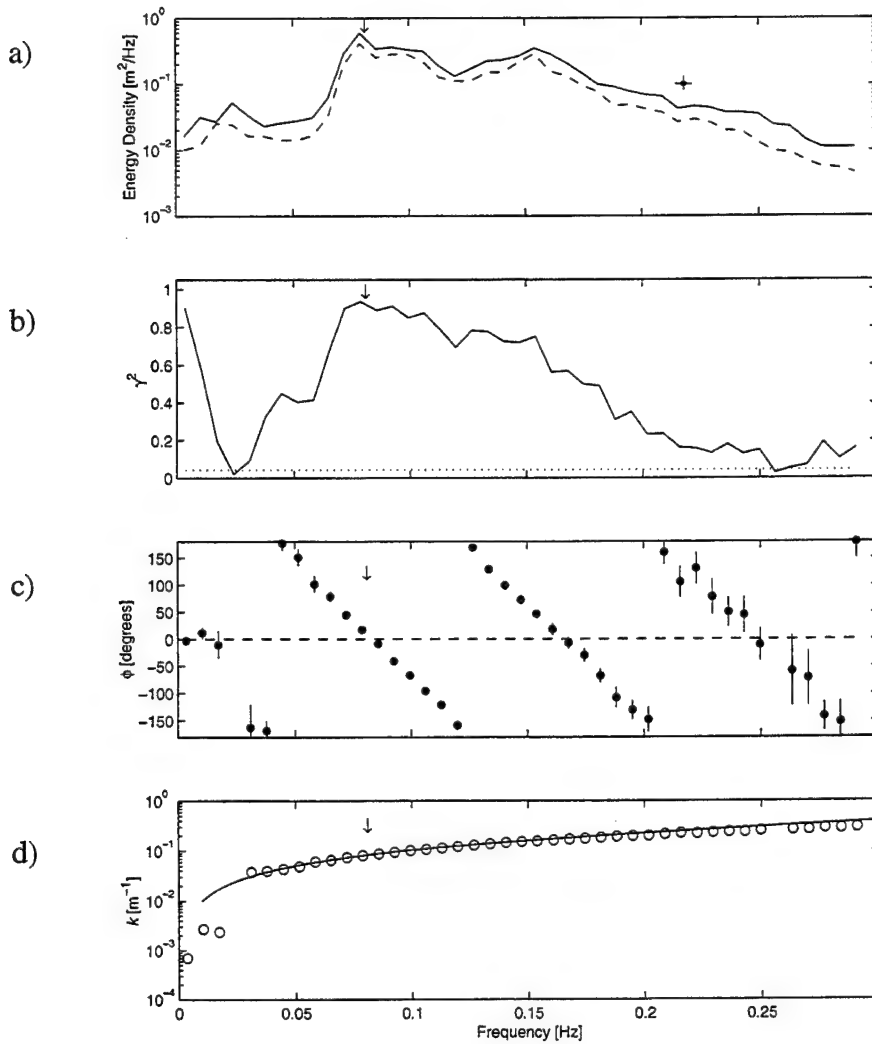 a)
Energy Density [m²/Hz]
10⁰
10⁻¹
10⁻²
10⁻³
b)
γ²
1
0.8
0.6
0.4
0.2
0
c)
ϕ [degrees]
150
100
50
0
−50
−100
−150
d)
k [m⁻¹]
10⁰
10⁻¹
10⁻²
10⁻³
10⁻⁴
0 0.05 0.1 0.15 0.2 0.25
Frequency [Hz]